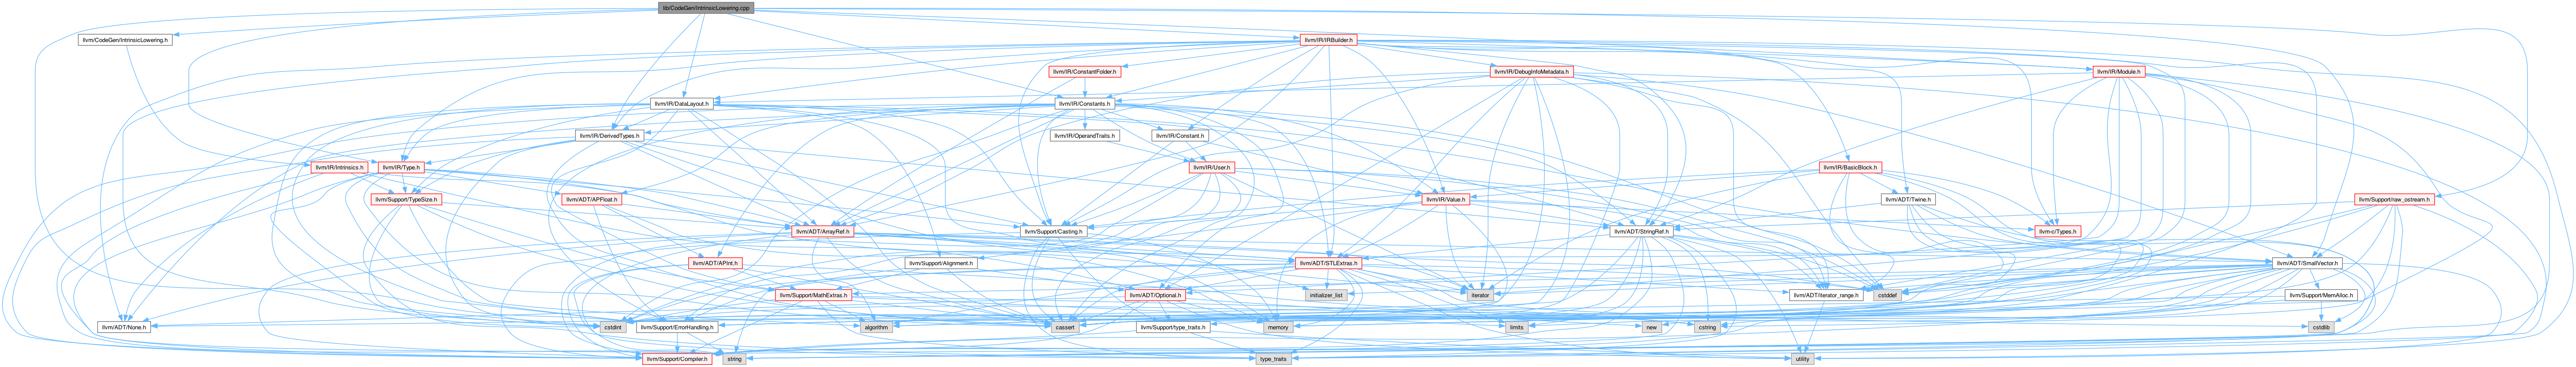 lib/CodeGen/IntrinsicLowering.cpp
llvm/CodeGen/IntrinsicLowering.h
llvm/IR/IRBuilder.h
llvm/IR/ConstantFolder.h
llvm/IR/DebugInfoMetadata.h
llvm/IR/Module.h
llvm/IR/DataLayout.h
llvm/IR/Constants.h
llvm/IR/DerivedTypes.h
llvm/IR/OperandTraits.h
llvm/IR/Constant.h
llvm/IR/Intrinsics.h
llvm/IR/Type.h
llvm/IR/User.h
llvm/IR/BasicBlock.h
llvm/Support/TypeSize.h
llvm/ADT/APFloat.h
llvm/IR/Value.h
llvm/ADT/Twine.h
llvm/Support/raw_ostream.h
llvm/ADT/ArrayRef.h
llvm/Support/Casting.h
llvm/ADT/StringRef.h
llvm-c/Types.h
llvm/ADT/APInt.h
llvm/Support/Alignment.h
llvm/ADT/STLExtras.h
llvm/ADT/SmallVector.h
llvm/Support/MathExtras.h
llvm/ADT/Optional.h
initializer_list
iterator
llvm/ADT/iterator_range.h
cstddef
llvm/Support/MemAlloc.h
llvm/ADT/None.h
cstdint
llvm/Support/ErrorHandling.h
algorithm
cassert
llvm/Support/type_traits.h
memory
limits
new
cstring
cstdlib
llvm/Support/Compiler.h
string
type_traits
utility